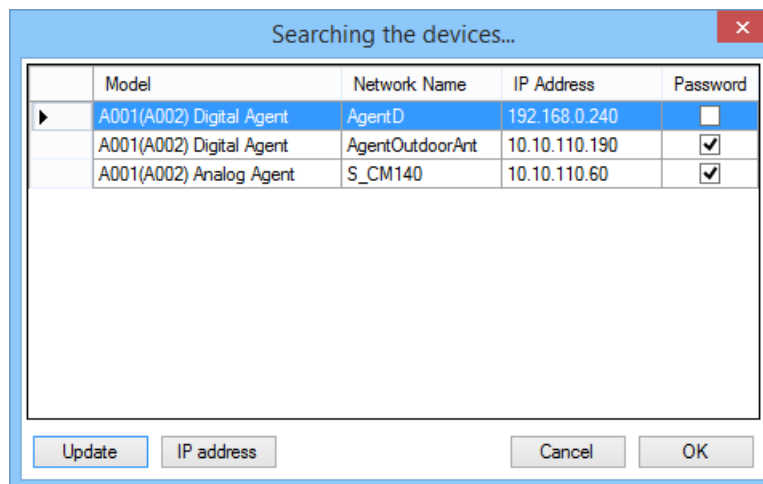 Searching the devices...
Model Network Name IP Address Password
A001(A002) Digital Agent AgentD 192.168.0.240
A001(A002) Digital Agent AgentOutdoorAnt 10.10.110.190
A001(A002) Analog Agent S_CM140 10.10.110.60
Update IP address Cancel OK